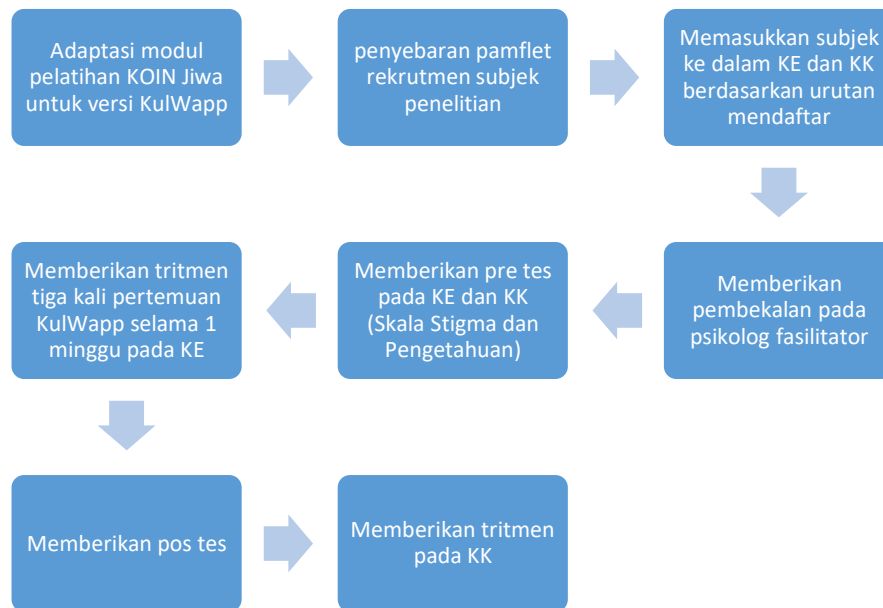 Adaptasi modul
pelatihan KOIN Jiwa
untuk versi KulWapp
penyebaran pamflet
rekrutmen subjek
penelitian
Memasukkan subjek
ke dalam KE dan KK
berdasarkan urutan
mendaftar
Memberikan
pembekalan pada
psikolog fasilitator
Memberikan pre tes
pada KE dan KK
(Skala Stigma dan
Pengetahuan)
Memberikan tritmen
tiga kali pertemuan
KulWapp selama 1
minggu pada KE
Memberikan pos tes
Memberikan tritmen
pada KK